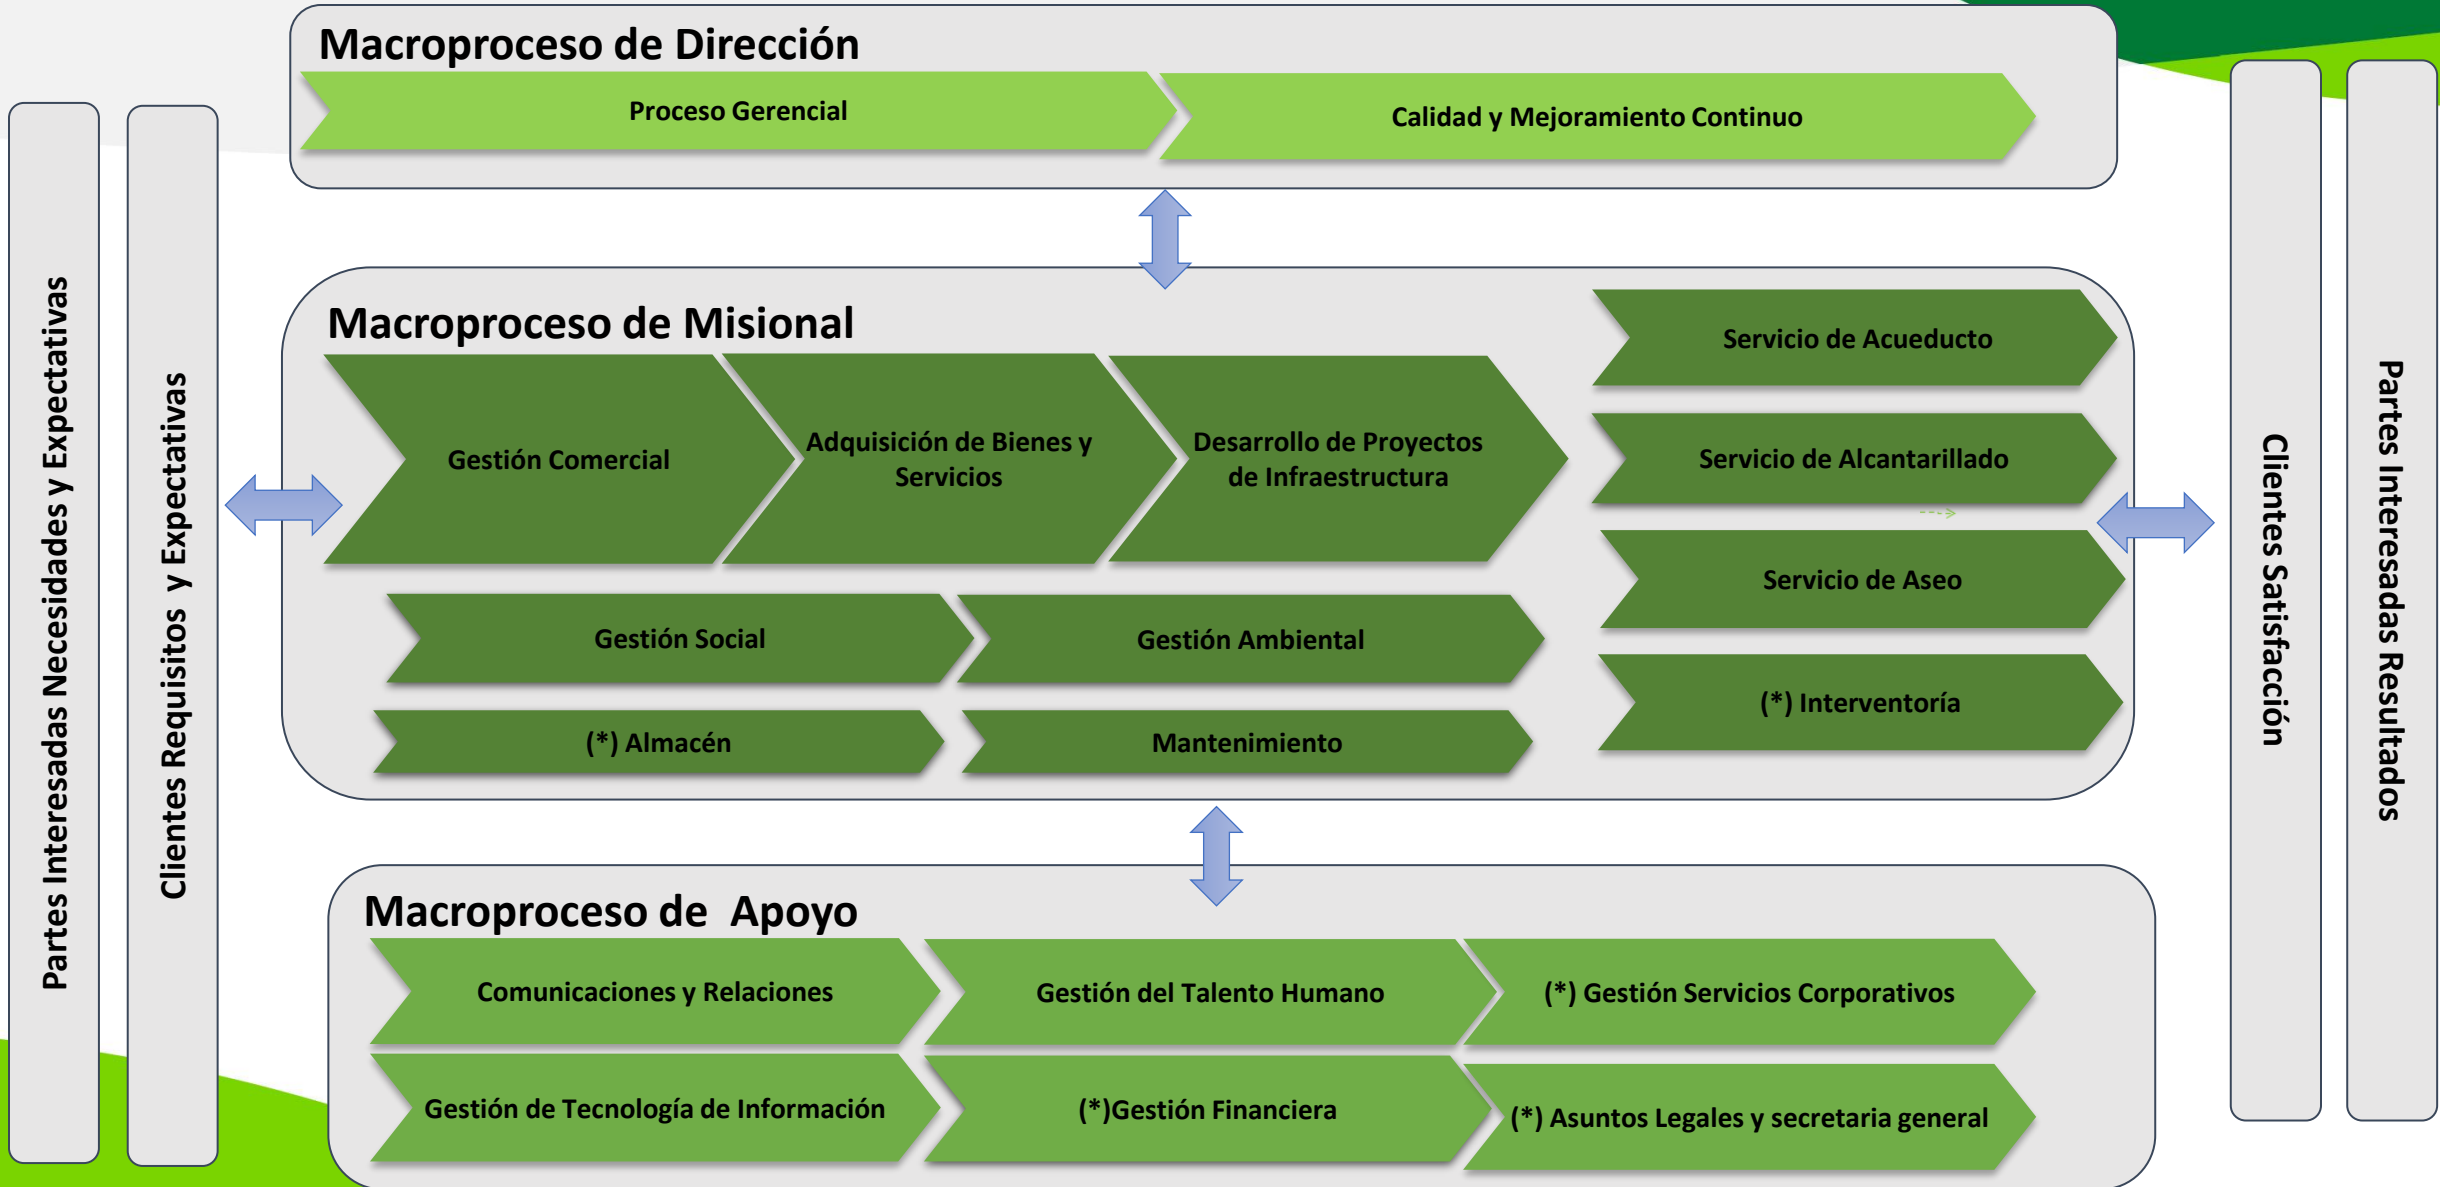 Macroproceso de Dirección
Proceso Gerencial
Calidad y Mejoramiento Continuo
Partes Interesadas Necesidades y Expectativas
Clientes Requisitos  y Expectativas
Macroproceso de Misional
Gestión Comercial
Adquisición de Bienes y
Servicios
Desarrollo de Proyectos
de Infraestructura
Servicio de Acueducto
Servicio de Alcantarillado
Servicio de Aseo
(*) Interventoría
Gestión Social
Gestión Ambiental
(*) Almacén
Mantenimiento
Clientes Satisfacción
Partes Interesadas Resultados
Macroproceso de  Apoyo
Comunicaciones y Relaciones
Gestión del Talento Humano
(*) Gestión Servicios Corporativos
Gestión de Tecnología de Información
(*)Gestión Financiera
(*) Asuntos Legales y secretaria general